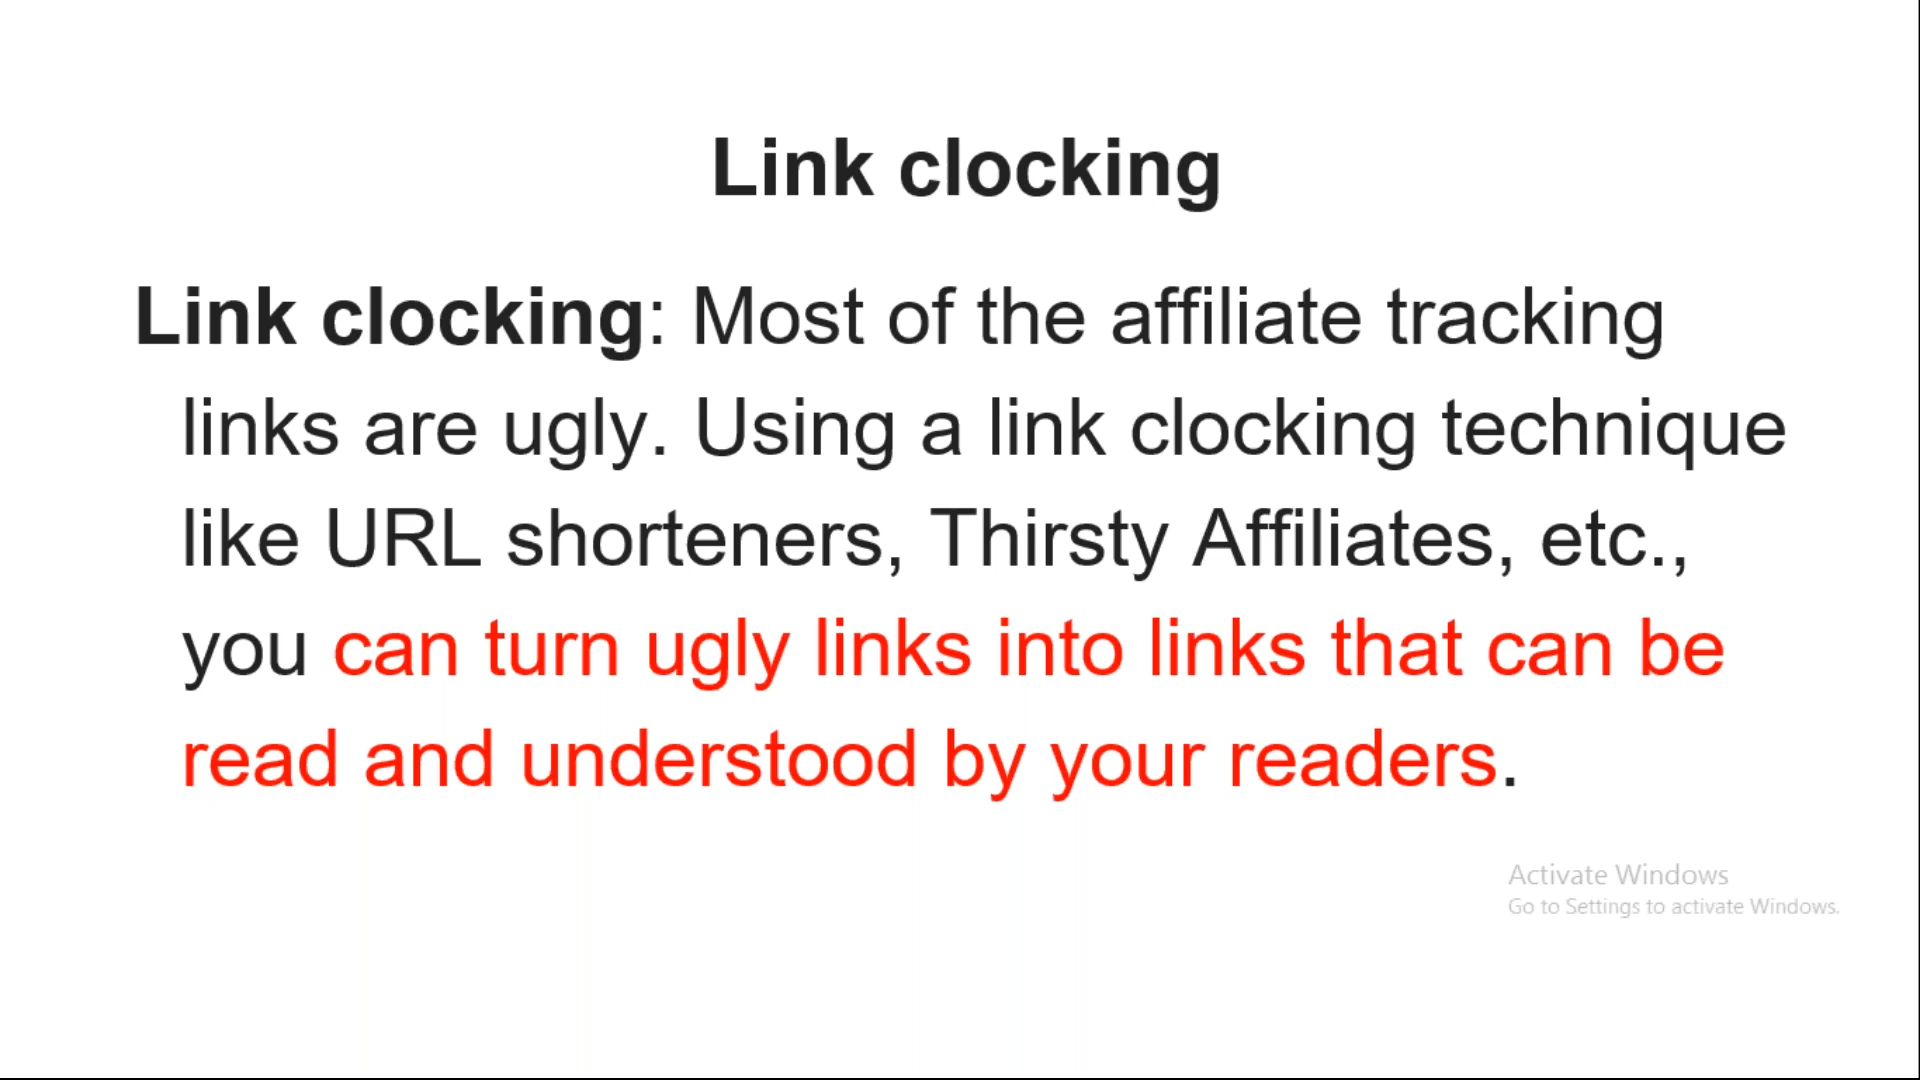 Link clocking
Link clocking: Most of the affiliate tracking
links are ugly. Using a link clocking technique
like URL shorteners, Thirsty Affiliates, etc.,
you can turn ugly links into links that can be
read and understood by your readers.
Activate Windows
Go to Settings to activate Windows.